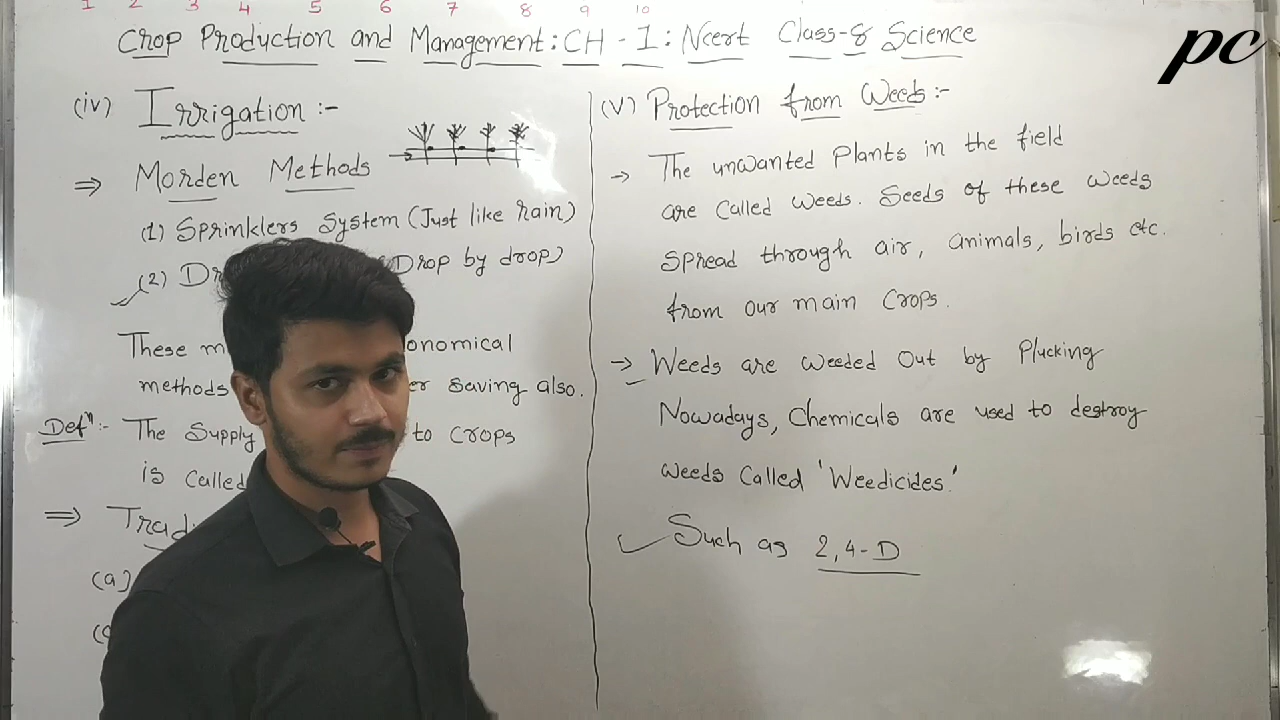 1 2 3 4 5 6 7 8 9 10
Crop Production and Management : CH - 1 : Ncert Class-8 Science
pc
(iv) Irrigation :-
⇒ Morden Methods
(1) Sprinklers System (Just like rain)
(2) Drop by drop)
These
methods saving also.
Defⁿ :- The Supply to crops
is called
⇒
(a)
(V) Protection from Weeds :-
→ The unwanted Plants in the field
are called weeds. Seeds of these weeds
spread through air, animals, birds etc.
from our main Crops.
→ Weeds are weeded out by Plucking
Nowadays, Chemicals are used to destroy
weeds called 'Weedicides.'
Such as 2,4-D